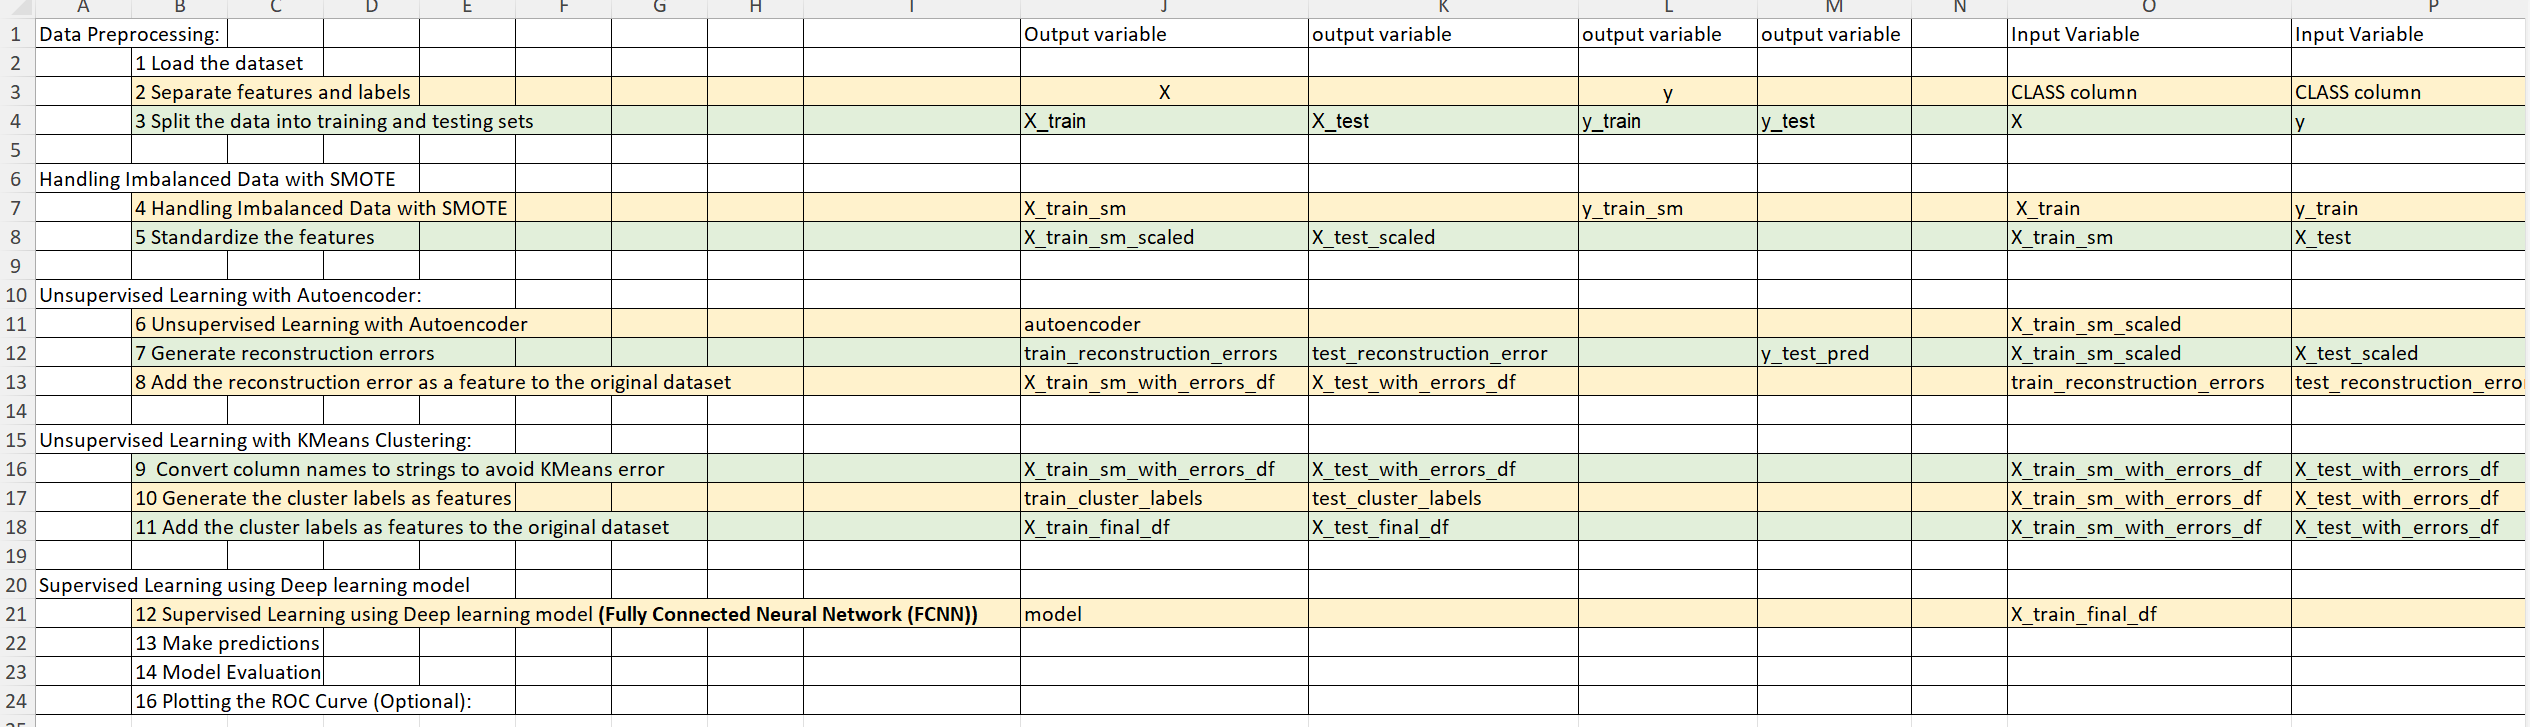 A B C D E F G H I J K L M N O P
1 Data Preprocessing: Output variable output variable output variable output variable Input Variable Input Variable
2 1 Load the dataset
3 2 Separate features and labels X y CLASS column CLASS column
4 3 Split the data into training and testing sets X_train X_test y_train y_test X y
5
6 Handling Imbalanced Data with SMOTE
7 4 Handling Imbalanced Data with SMOTE X_train_sm y_train_sm X_train y_train
8 5 Standardize the features X_train_sm_scaled X_test_scaled X_train_sm X_test
9
10 Unsupervised Learning with Autoencoder:
11 6 Unsupervised Learning with Autoencoder autoencoder X_train_sm_scaled
12 7 Generate reconstruction errors train_reconstruction_errors test_reconstruction_error y_test_pred X_train_sm_scaled X_test_scaled
13 8 Add the reconstruction error as a feature to the original dataset X_train_sm_with_errors_df X_test_with_errors_df train_reconstruction_errors test_reconstruction_erro
14
15 Unsupervised Learning with KMeans Clustering:
16 9 Convert column names to strings to avoid KMeans error X_train_sm_with_errors_df X_test_with_errors_df X_train_sm_with_errors_df X_test_with_errors_df
17 10 Generate the cluster labels as features train_cluster_labels test_cluster_labels X_train_sm_with_errors_df X_test_with_errors_df
18 11 Add the cluster labels as features to the original dataset X_train_final_df X_test_final_df X_train_sm_with_errors_df X_test_with_errors_df
19
20 Supervised Learning using Deep learning model
21 12 Supervised Learning using Deep learning model (Fully Connected Neural Network (FCNN)) model X_train_final_df
22 13 Make predictions
23 14 Model Evaluation
24 16 Plotting the ROC Curve (Optional):